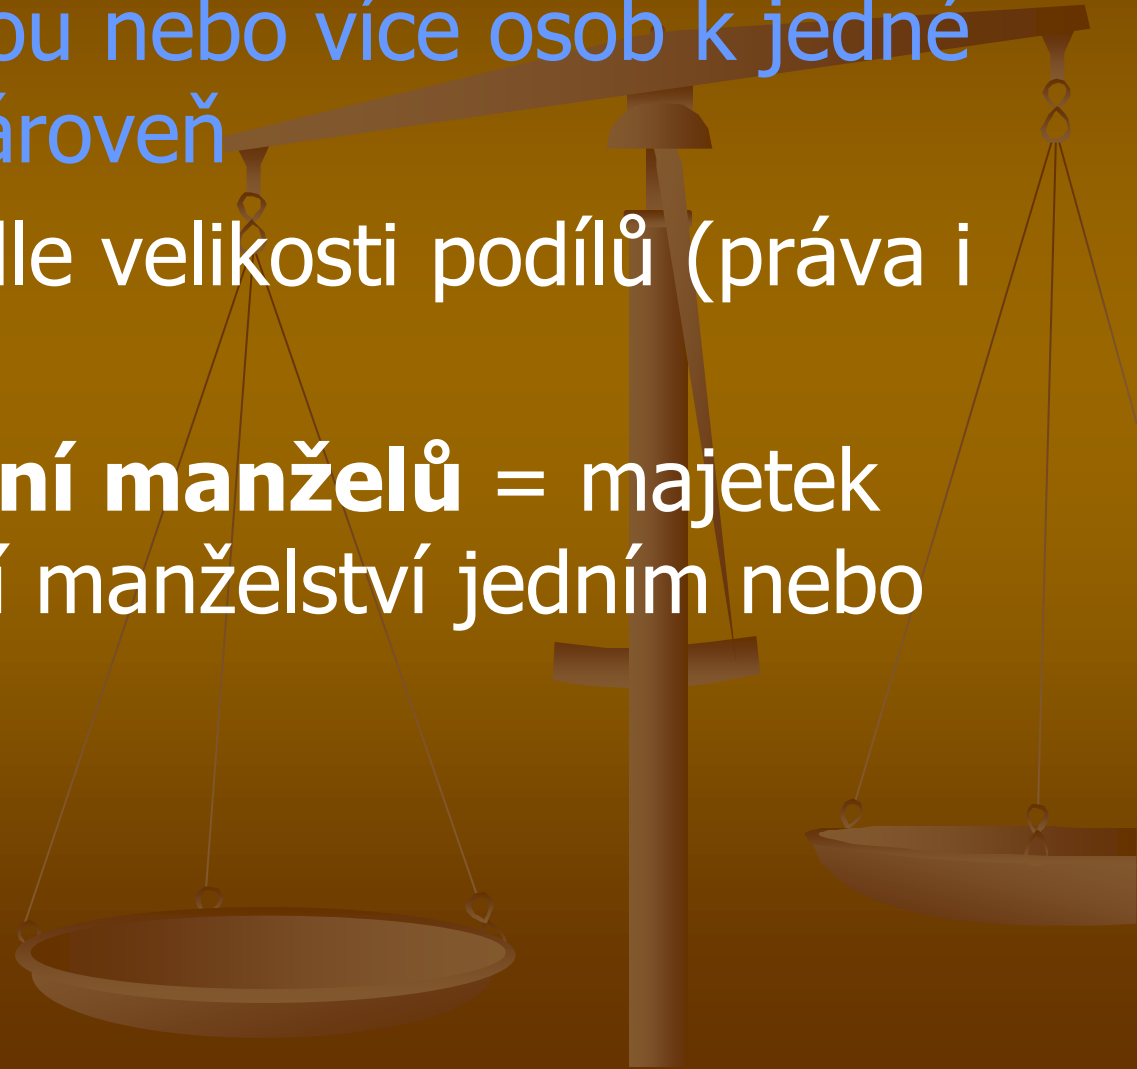 ou nebo více osob k jedné
ároveň
dle velikosti podílů (práva i
ní manželů = majetek
í manželství jedním nebo